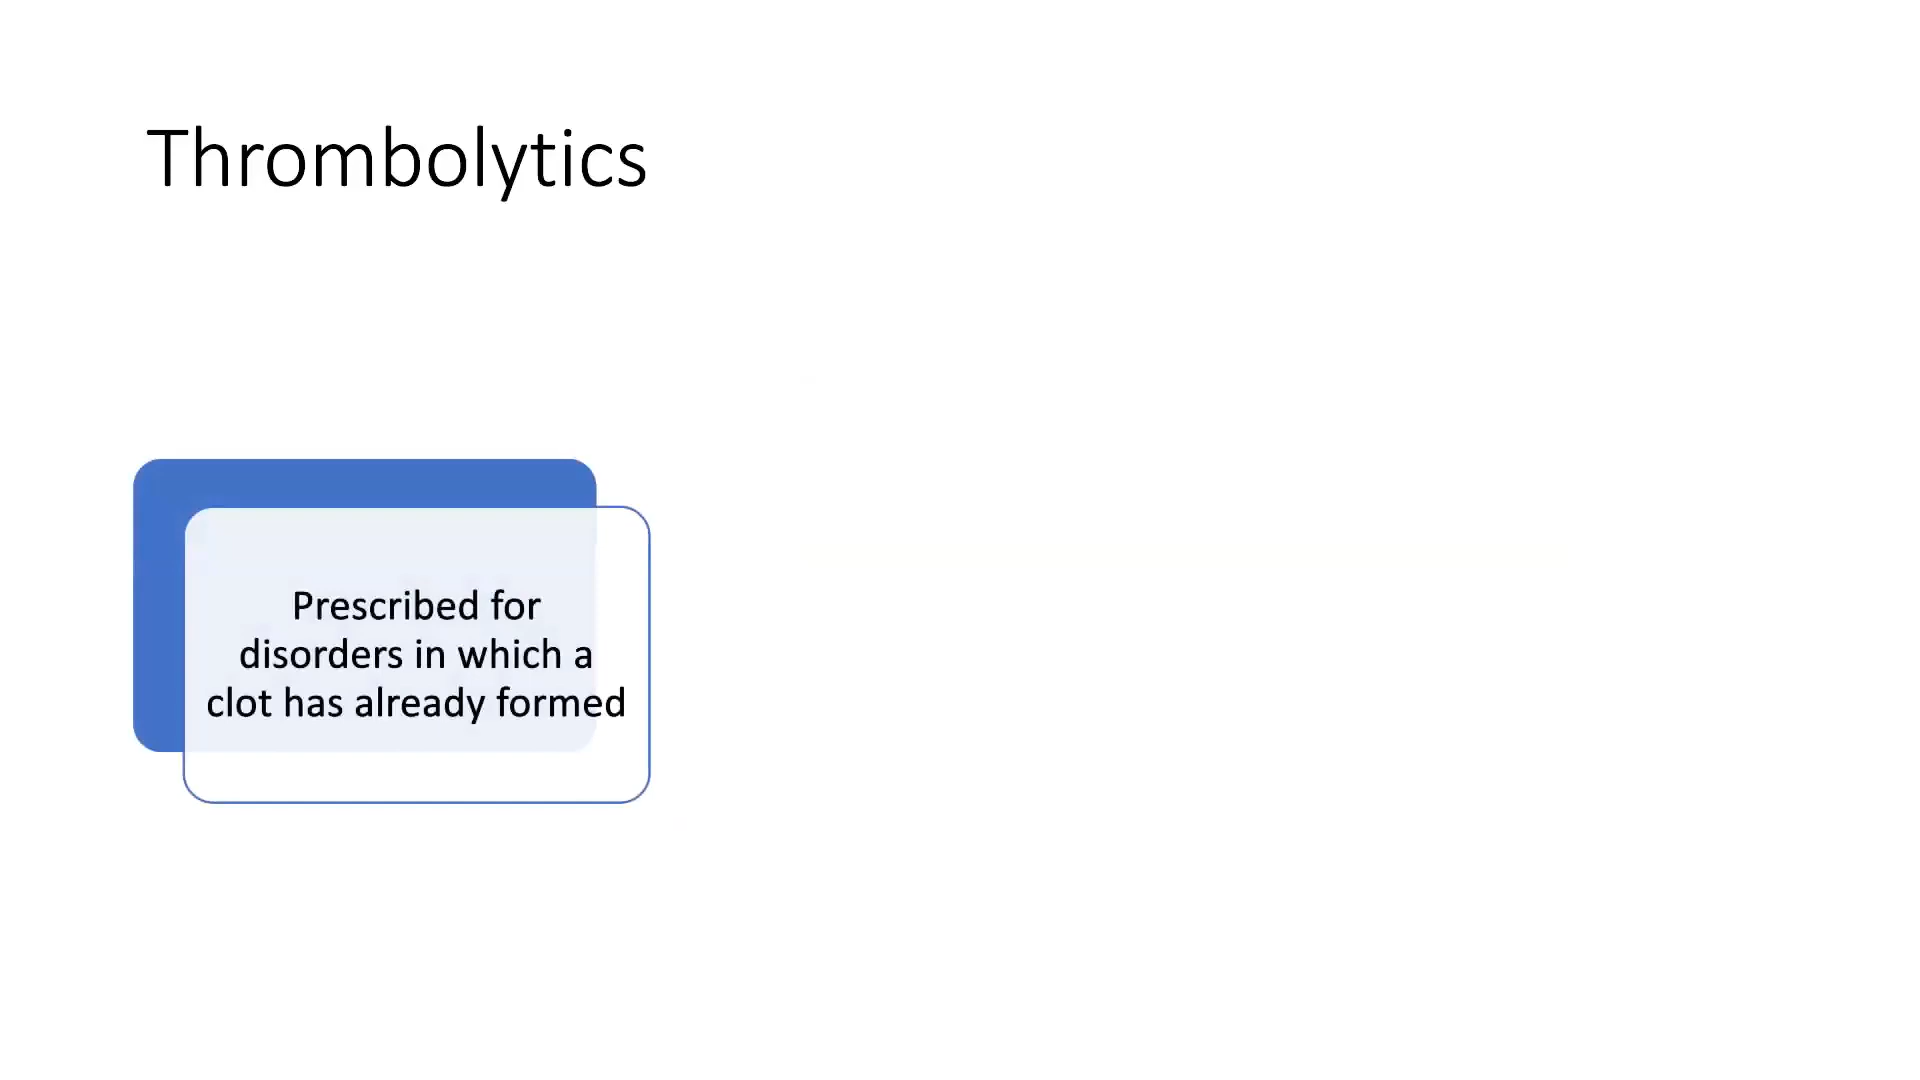 Thrombolytics
Prescribed for
disorders in which a
clot has already formed